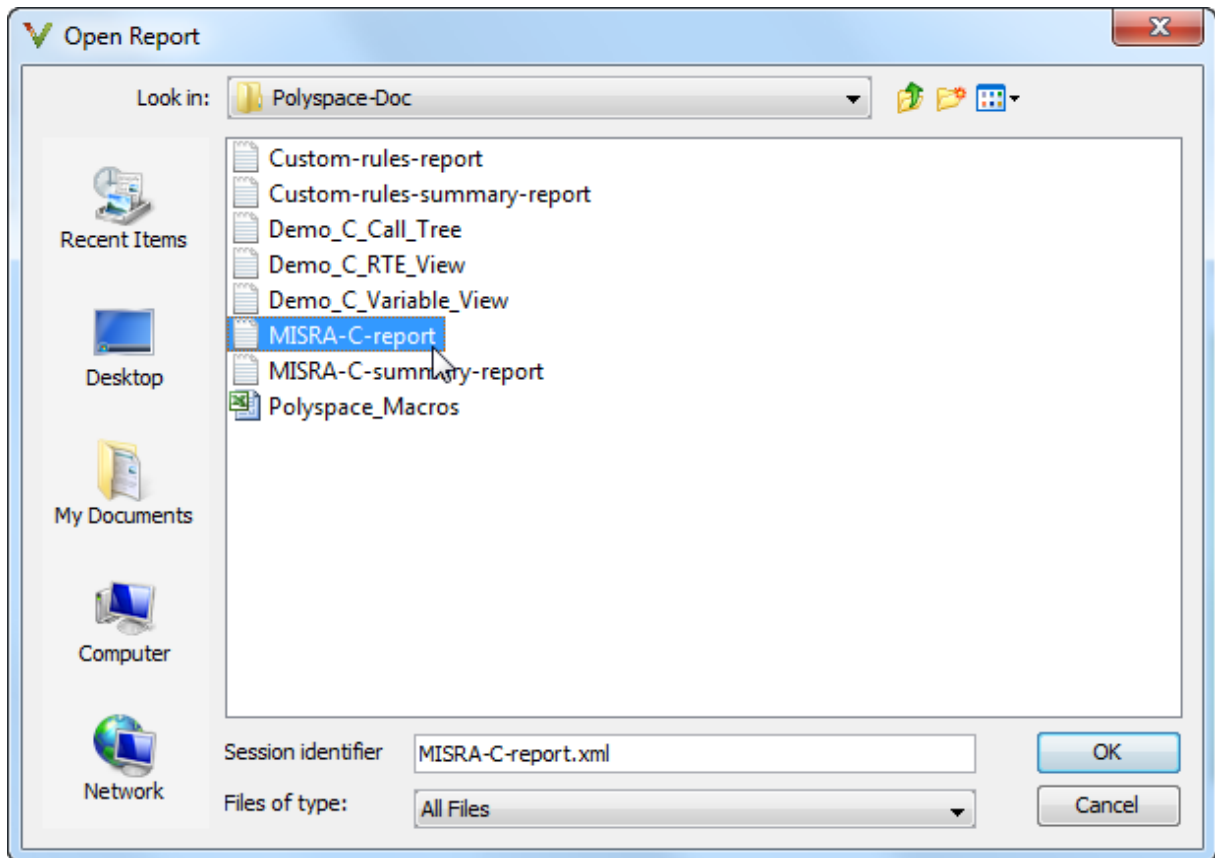 Open Report
Look in: Polyspace-Doc
Custom-rules-report
Custom-rules-summary-report
Demo_C_Call_Tree
Demo_C_RTE_View
Demo_C_Variable_View
MISRA-C-report
MISRA-C-summary-report
Polyspace_Macros
Recent Items
Desktop
My Documents
Computer
Network
Session identifier MISRA-C-report.xml OK
Files of type: All Files Cancel